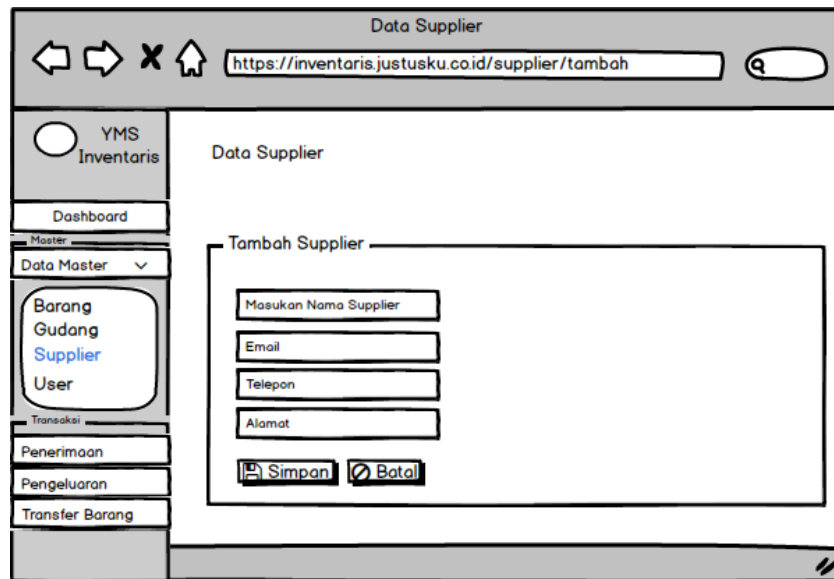 Data Supplier
https://inventaris.justusku.co.id/supplier/tambah
YMS
Inventaris
Dashboard
Master
Data Master
Barang
Gudang
Supplier
User
Transaksi
Penerimaan
Pengeluaran
Transfer Barang
Data Supplier
Tambah Supplier
Masukan Nama Supplier
Email
Telepon
Alamat
Simpan
Batal